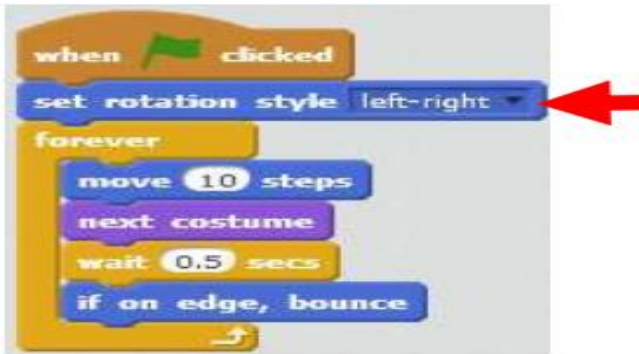 when clicked
set rotation style left-right
forever
move 10 steps
next costume
wait 0.5 secs
if on edge, bounce